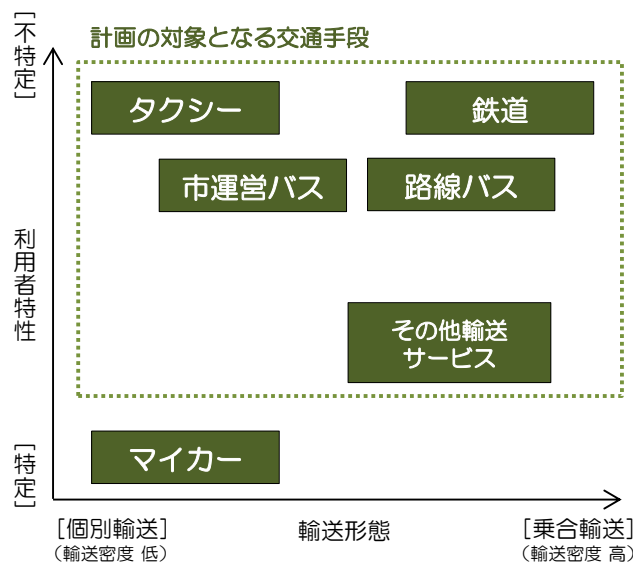 [不特定]
計画の対象となる交通手段
タクシー
鉄道
市運営バス
路線バス
利用者特性
その他輸送
サービス
マイカー
[特定]
[個別輸送]
（輸送密度 低）
輸送形態
[乗合輸送]
（輸送密度 高）